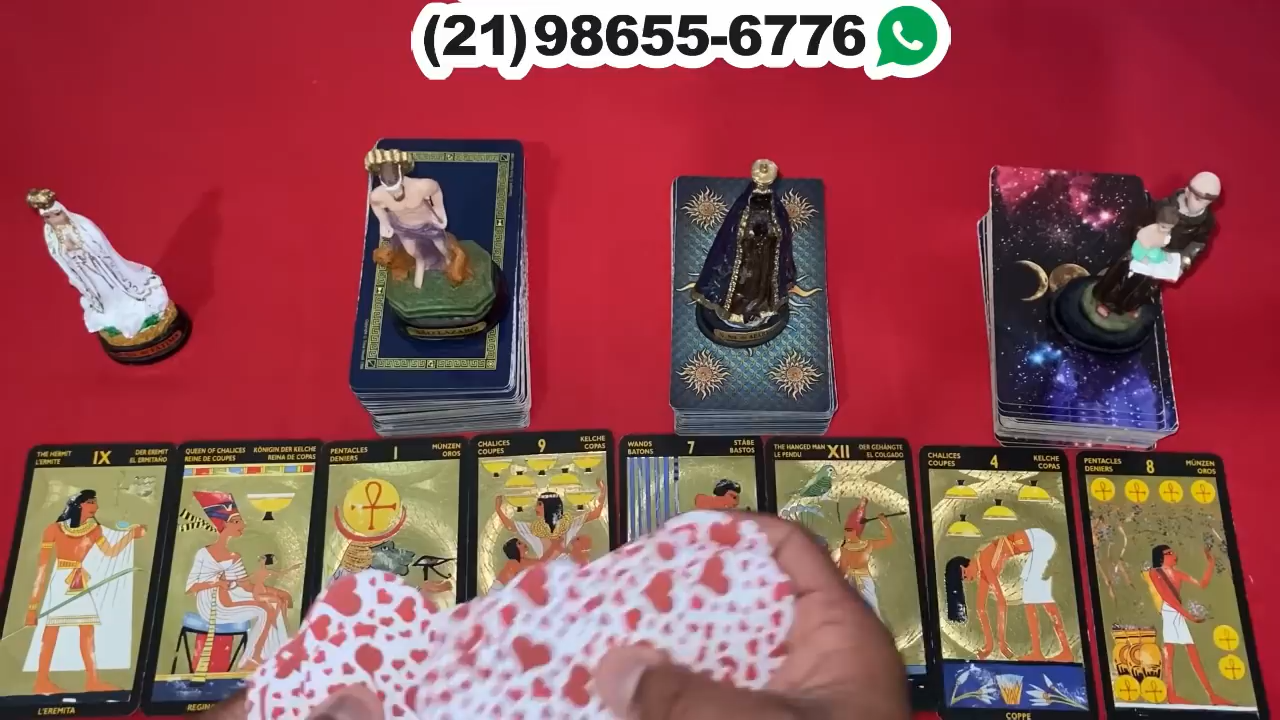 (21)98655-6776
SÃO LAZARO
THE HERMIT
L'ERMITE
IX
DER EREMIT
EL ERMITAÑO
QUEEN OF CHALICES
REINE DE COUPES
KÖNIGIN DER KELCHE
REINA DE COPAS
PENTACLES
DENIERS
1
MÜNZEN
OROS
CHALICES
COUPES
9
KELCHE
COPAS
WANDS
BATONS
7
STÄBE
BASTOS
THE HANGED MAN
LE PENDU
XII
DER GEHÄNGTE
EL COLGADO
CHALICES
COUPES
4
KELCHE
COPAS
PENTACLES
DENIERS
8
MÜNZEN
OROS
L'EREMITA
COPPE